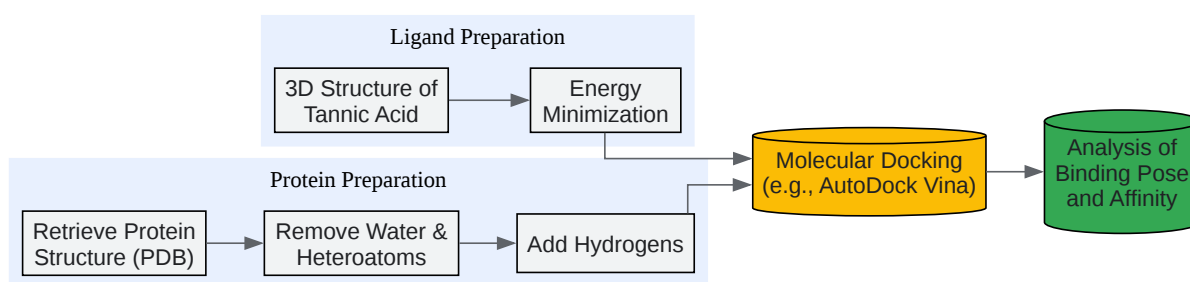 Ligand Preparation
3D Structure of
Tannic Acid
Energy
Minimization
Protein Preparation
Retrieve Protein
Structure (PDB)
Remove Water &
Heteroatoms
Add Hydrogens
Molecular Docking
(e.g., AutoDock Vina)
Analysis of
Binding Pose
and Affinity